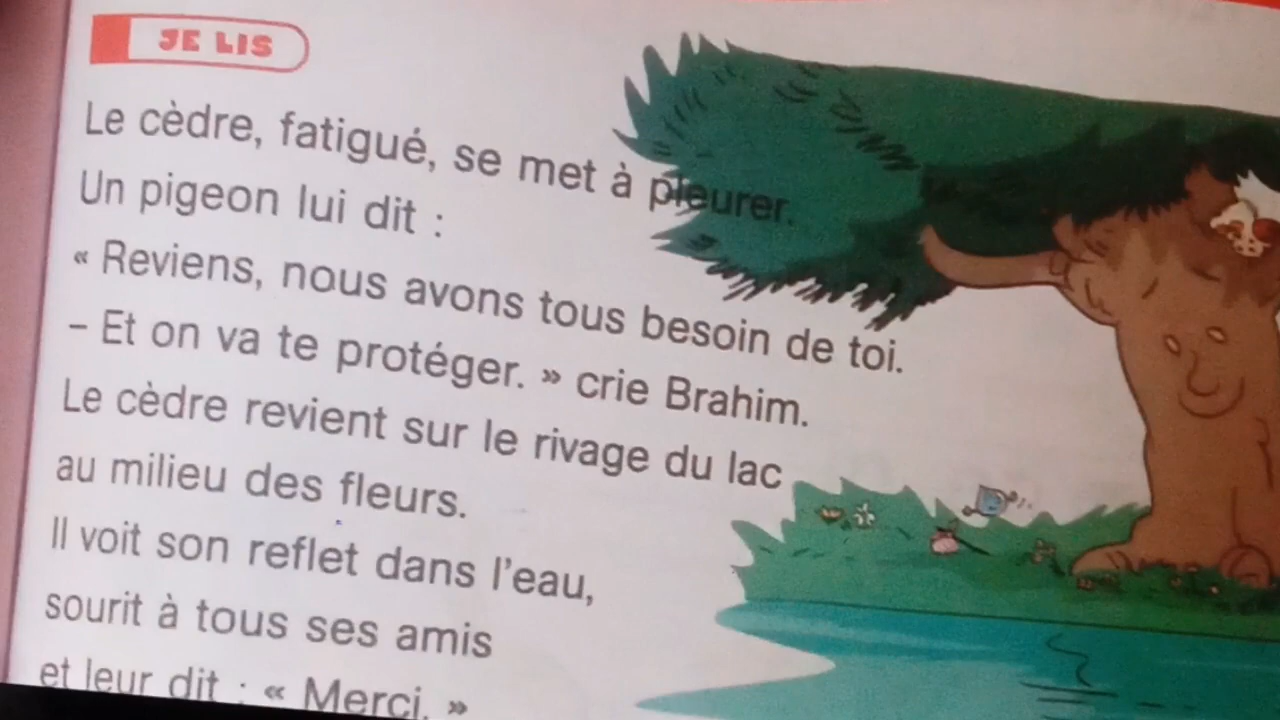 JE LIS
Le cèdre, fatigué, se met à pleurer.
Un pigeon lui dit :
« Reviens, nous avons tous besoin de toi.
– Et on va te protéger. » crie Brahim.
Le cèdre revient sur le rivage du lac
au milieu des fleurs.
Il voit son reflet dans l'eau,
sourit à tous ses amis
et leur dit : « Merci. »